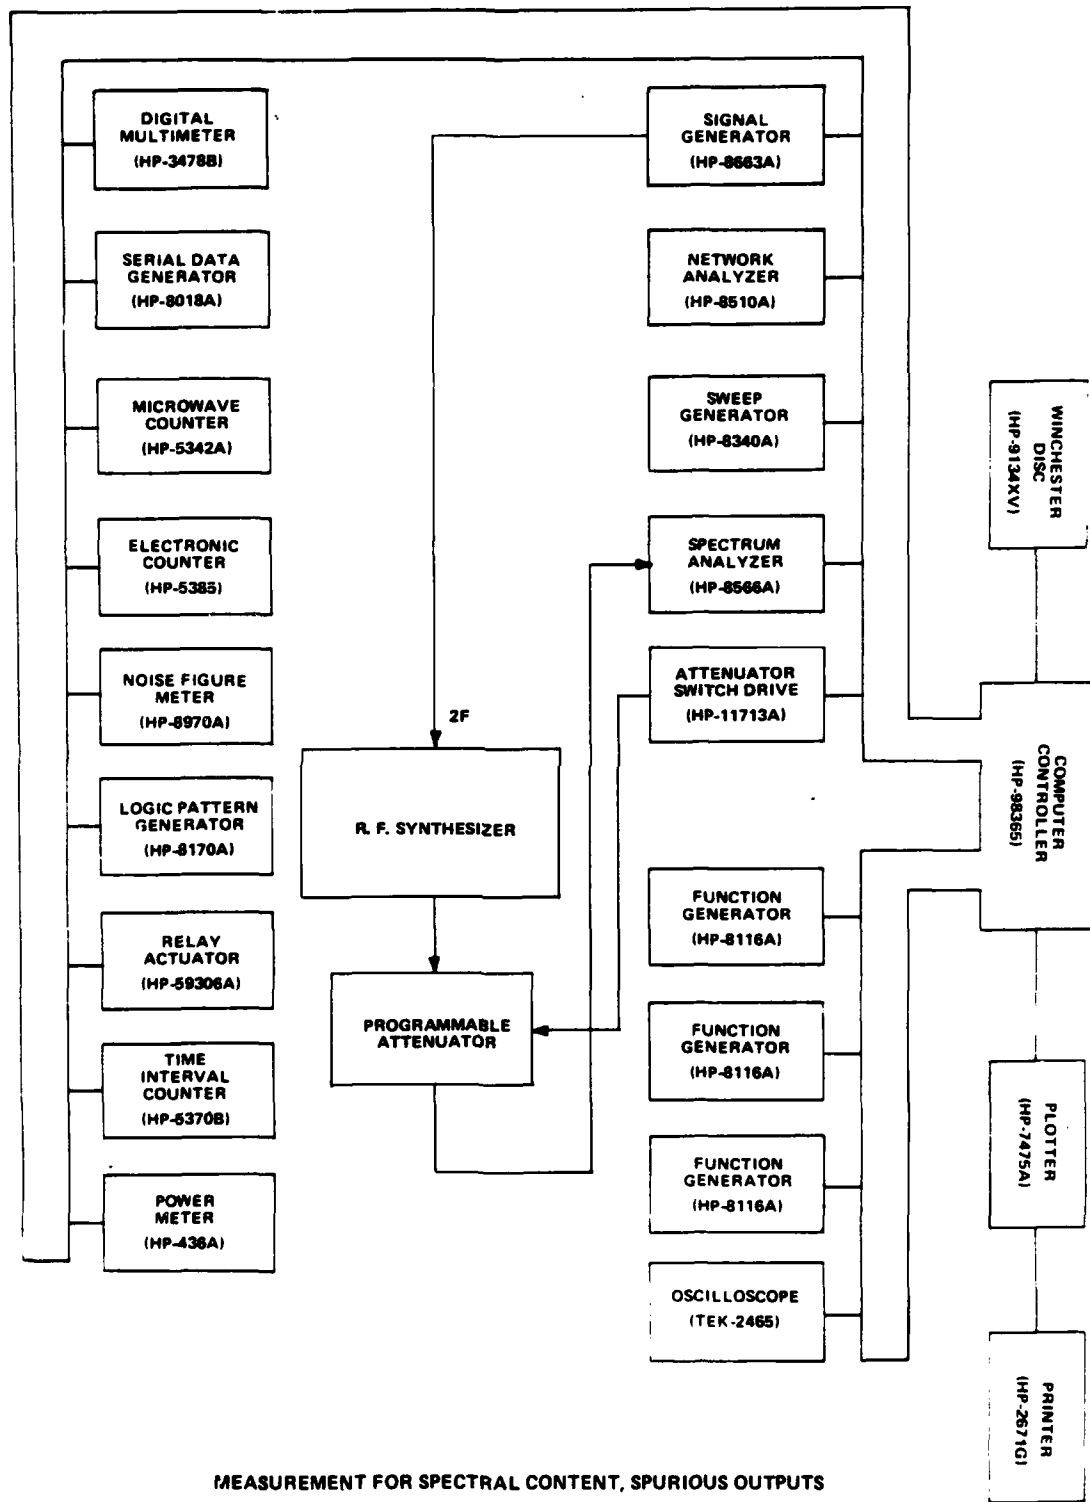 DIGITAL
MULTIMETER
(HP-3478B)
SERIAL DATA
GENERATOR
(HP-8018A)
MICROWAVE
COUNTER
(HP-5342A)
ELECTRONIC
COUNTER
(HP-5385)
NOISE FIGURE
METER
(HP-8970A)
LOGIC PATTERN
GENERATOR
(HP-8170A)
RELAY
ACTUATOR
(HP-59306A)
TIME
INTERVAL
COUNTER
(HP-5370B)
POWER
METER
(HP-436A)
2F
R. F. SYNTHESIZER
PROGRAMMABLE
ATTENUATOR
SIGNAL
GENERATOR
(HP-8663A)
NETWORK
ANALYZER
(HP-8510A)
SWEEP
GENERATOR
(HP-8340A)
SPECTRUM
ANALYZER
(HP-8566A)
ATTENUATOR
SWITCH DRIVE
(HP-11713A)
FUNCTION
GENERATOR
(HP-8116A)
FUNCTION
GENERATOR
(HP-8116A)
FUNCTION
GENERATOR
(HP-8116A)
OSCILLOSCOPE
(TEK-2465)
WINCHESTER
DISC
(HP-9134XV)
COMPUTER
CONTROLLER
(HP-98365)
PLOTTER
(HP-7475A)
PRINTER
(HP-2671G)
MEASUREMENT FOR SPECTRAL CONTENT, SPURIOUS OUTPUTS